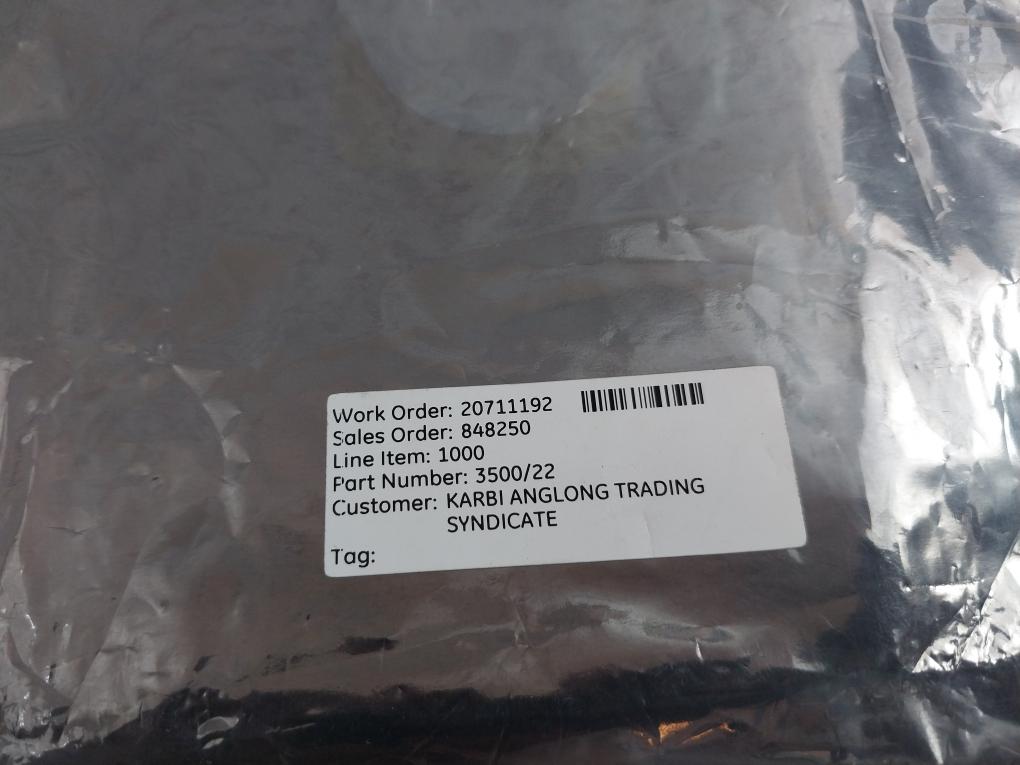 Work Order: 20711192
Sales Order: 848250
Line Item: 1000
Part Number: 3500/22
Customer: KARBI ANGLONG TRADING
SYNDICATE
Tag: